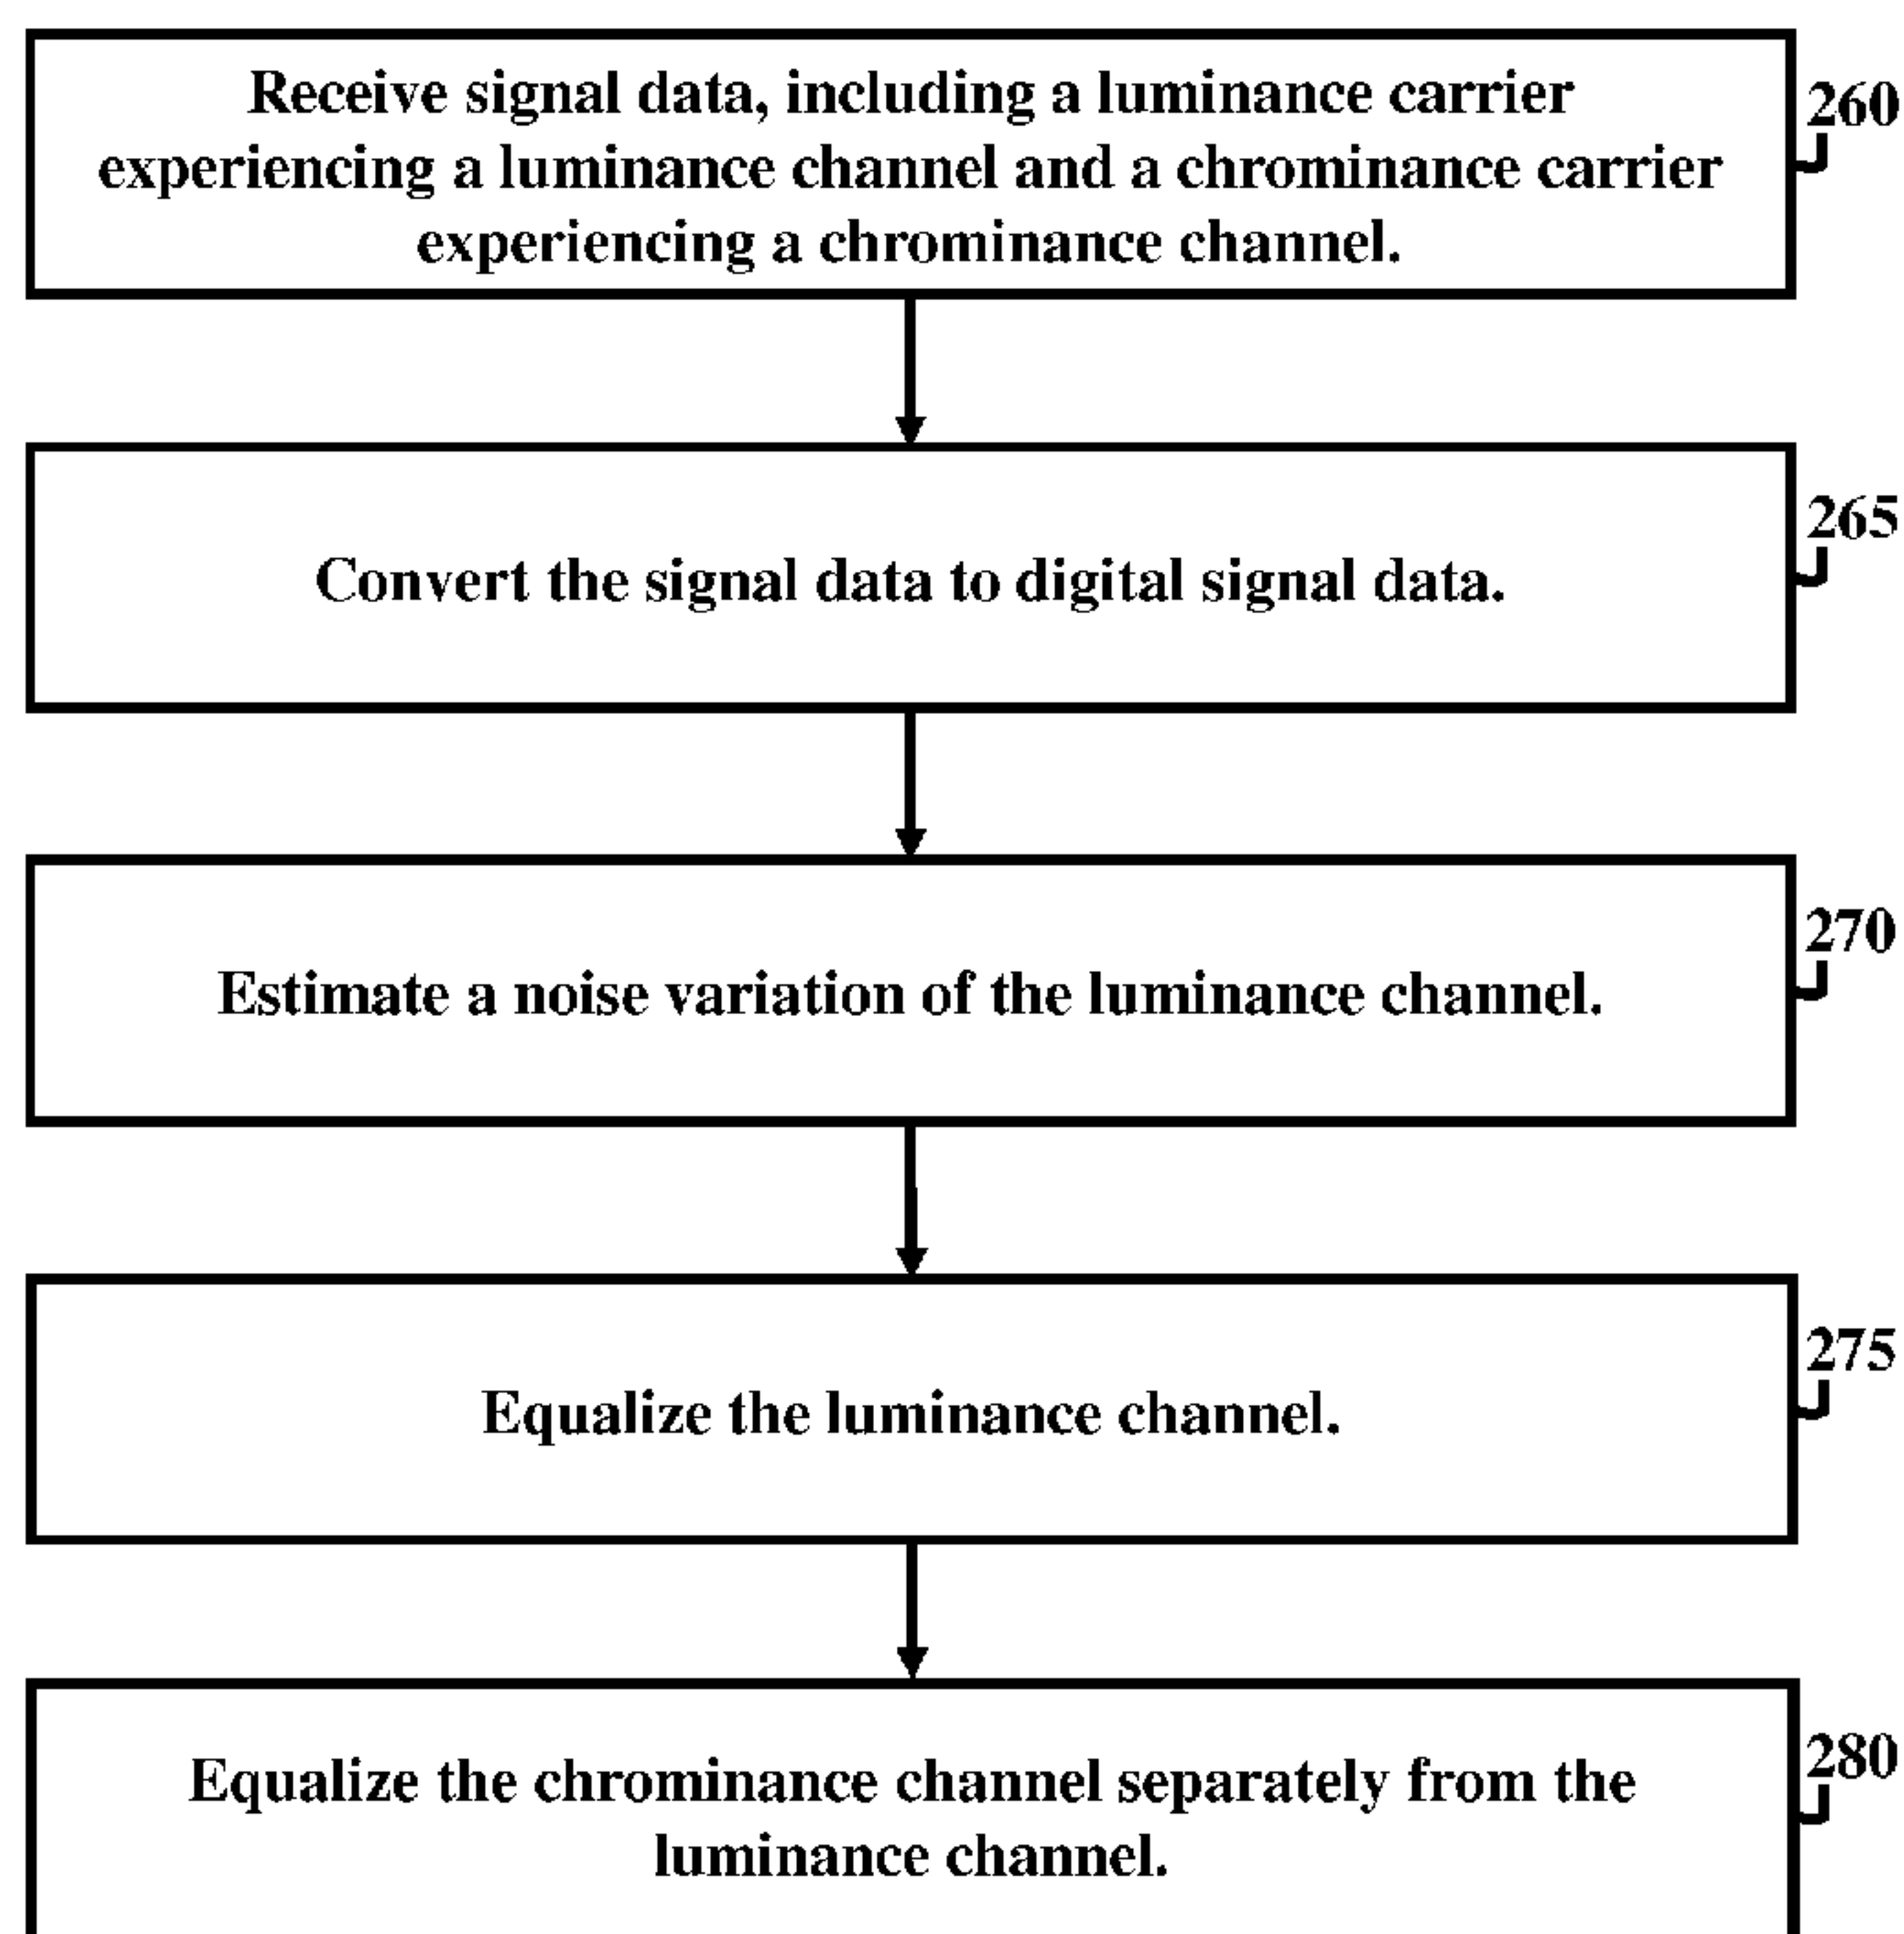 Receive signal data, including a luminance carrier
experiencing a luminance channel and a chrominance carrier
experiencing a chrominance channel.
260
Convert the signal data to digital signal data.
265
Estimate a noise variation of the luminance channel.
270
Equalize the luminance channel.
275
Equalize the chrominance channel separately from the
luminance channel.
280